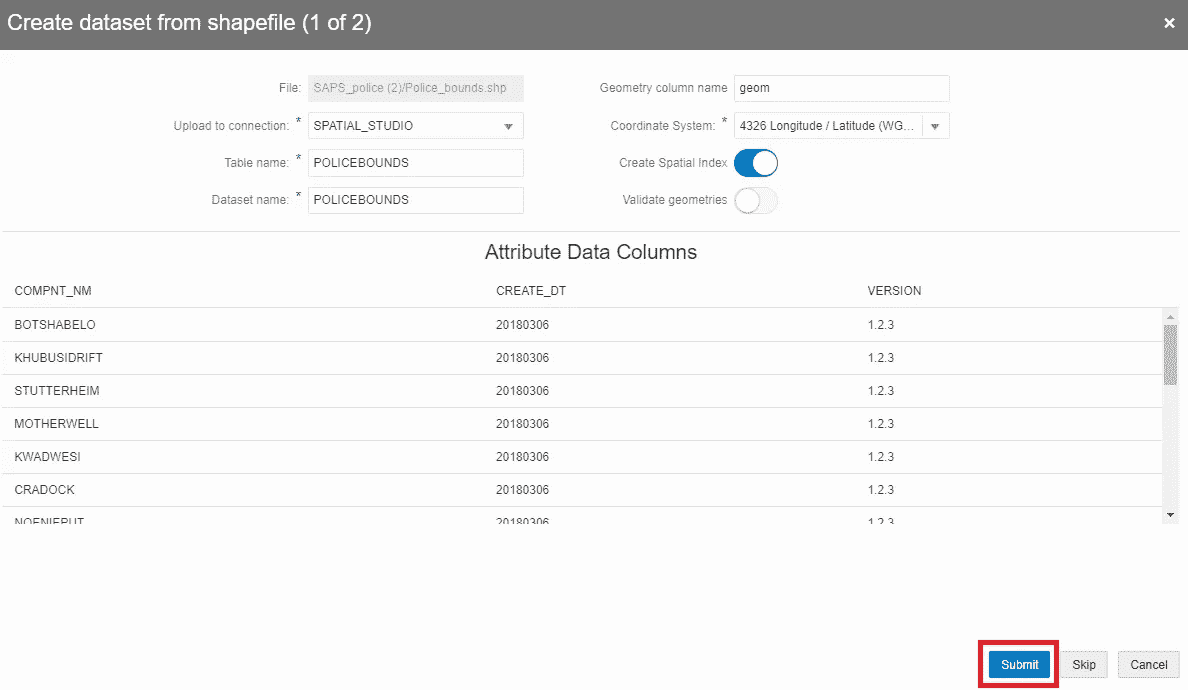 Create dataset from shapefile (1 of 2)
×
File: SAPS_police (2)/Police_bounds.shp
Geometry column name geom
Upload to connection: * SPATIAL_STUDIO
Coordinate System: * 4326 Longitude / Latitude (WG...
Table name: * POLICEBOUNDS
Create Spatial Index
Dataset name: * POLICEBOUNDS
Validate geometries
Attribute Data Columns
COMPNT_NM CREATE_DT VERSION
BOTSHABELO 20180306 1.2.3
KHUBUSIDRIFT 20180306 1.2.3
STUTTERHEIM 20180306 1.2.3
MOTHERWELL 20180306 1.2.3
KWADWESI 20180306 1.2.3
CRADOCK 20180306 1.2.3
NOENIEPUT 20180306 1.2.3
Submit Skip Cancel